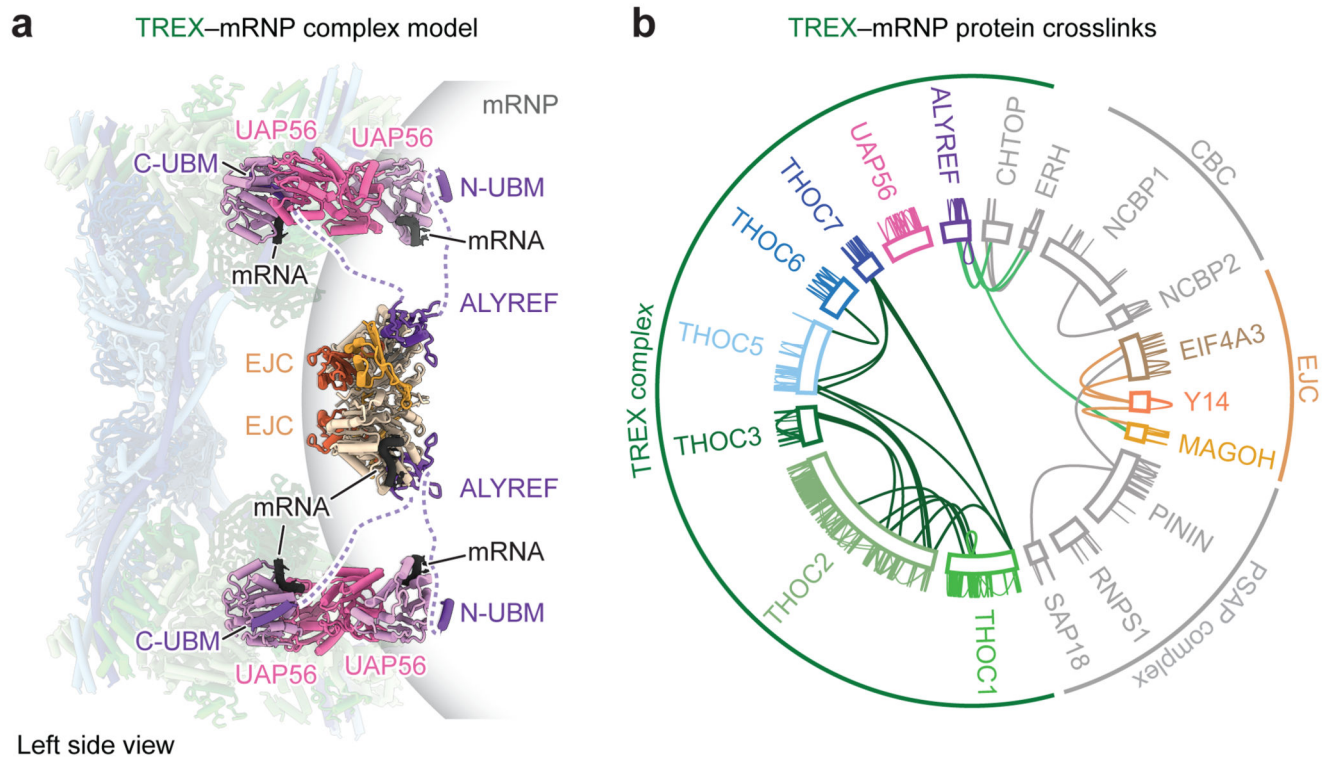 a
TREX–mRNP complex model
mRNP
UAP56
UAP56
C-UBM
N-UBM
mRNA
mRNA
ALYREF
EJC
EJC
ALYREF
mRNA
mRNA
N-UBM
C-UBM
UAP56
UAP56
Left side view
b
TREX–mRNP protein crosslinks
TREX complex
ALYREF
UAP56
THOC7
THOC6
THOC5
THOC3
THOC2
THOC1
CHTOP
ERH
NCBP1
NCBP2
CBC
EIF4A3
Y14
MAGOH
EJC
PININ
RNPS1
SAP18
PSAP complex